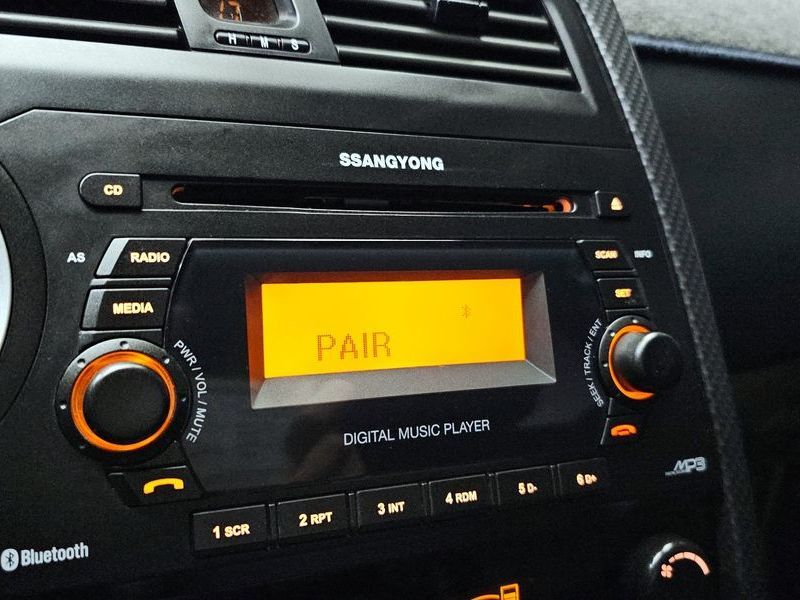 17
H M S
SSANGYONG
CD
AS
RADIO
SCAN
INFO
MEDIA
SET
PAIR
PWR / VOL / MUTE
SEEK / TRACK / ENT
DIGITAL MUSIC PLAYER
MP3
1 SCR
2 RPT
3 INT
4 RDM
5 D-
6 D+
Bluetooth